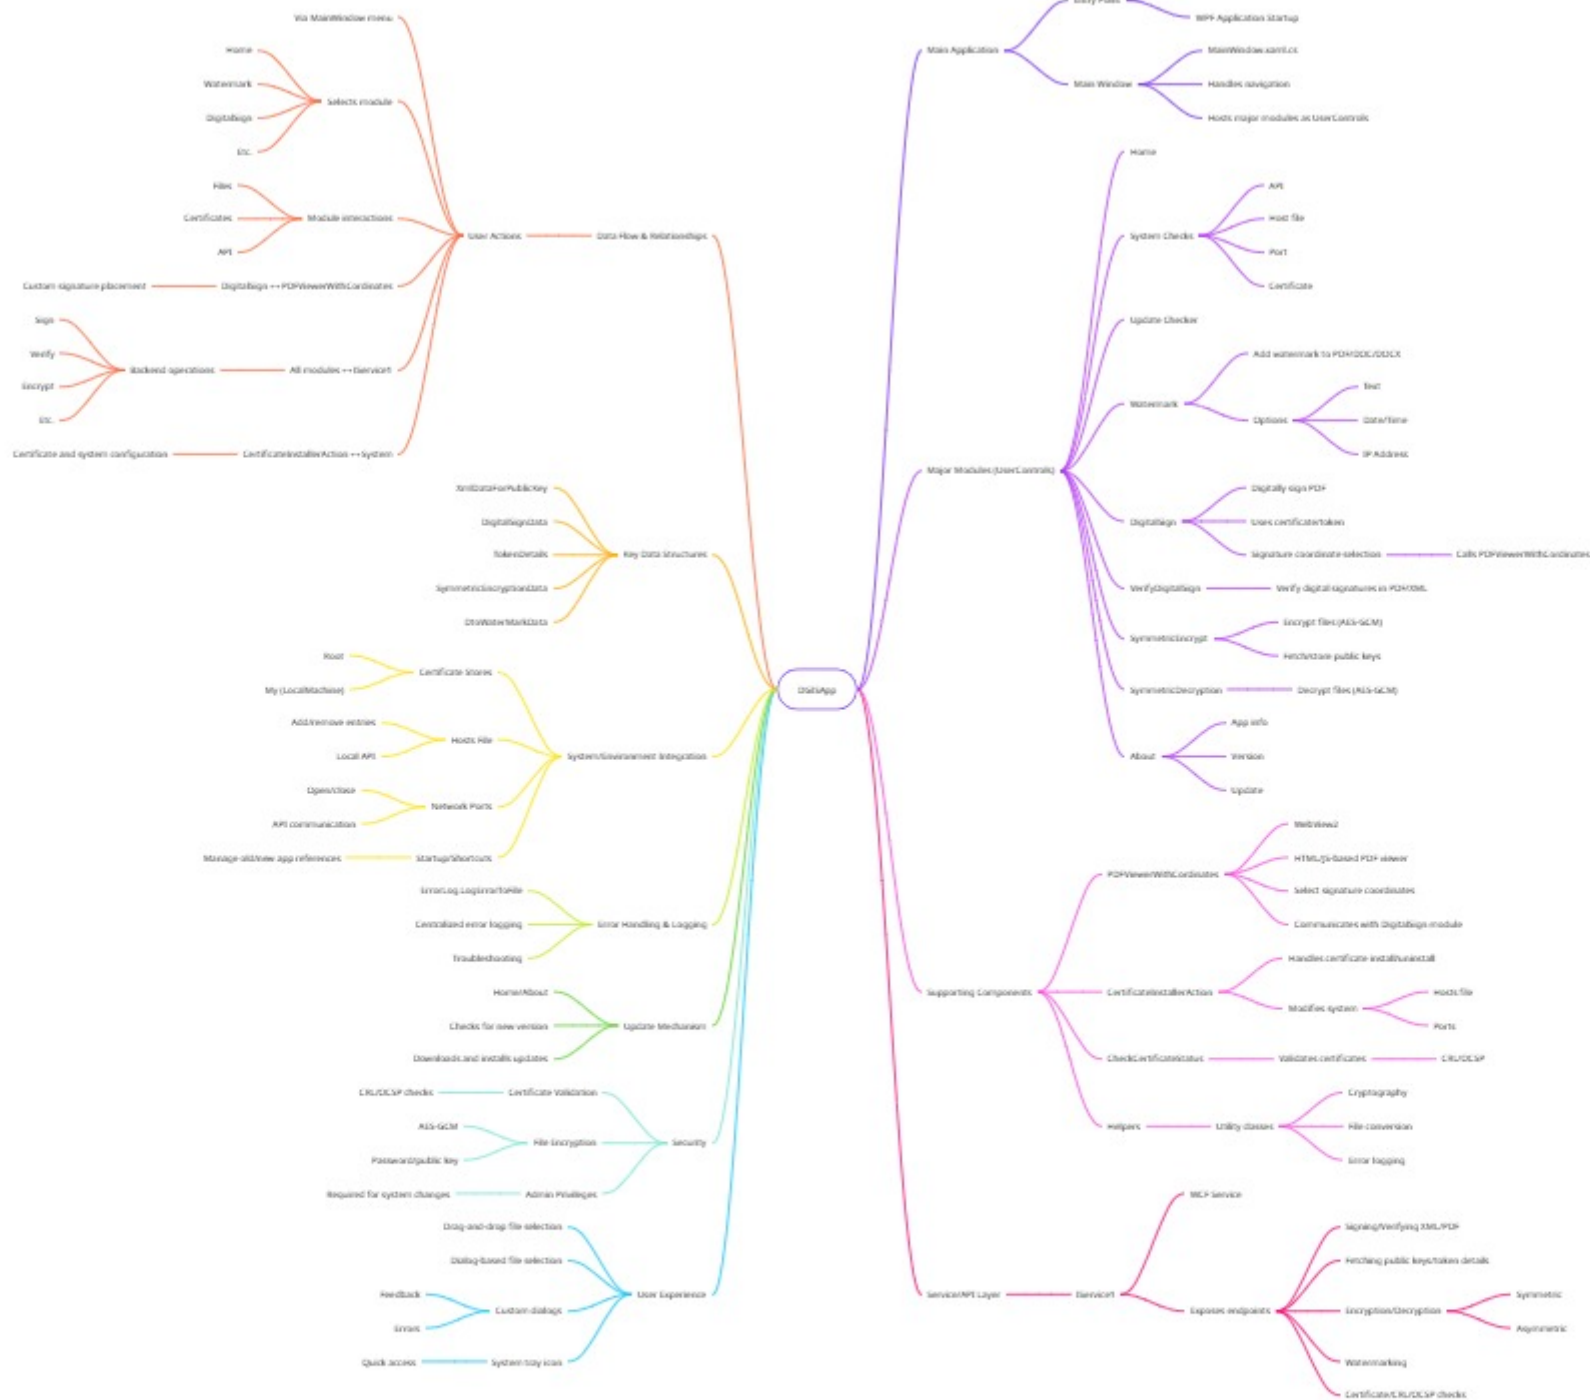 Via MainWindow menu
Home
Watermark
DigitalSign
Etc.
Selects module
Files
Certificates
API
Module interactions
Custom signature placement
DigitalSign ↔ PDFViewerWithCordinates
Sign
Verify
Encrypt
Etc.
Backend operations
All modules ↔ IService1
Certificate and system configuration
CertificateInstallerAction ↔ System
User Actions
Data Flow & Relationships
XmlDataForPublicKey
DigitalSignData
TokenDetails
SymmetricEncryptionData
DtoWaterMarkData
Key Data Structures
Root
My (LocalMachine)
Certificate Stores
Add/remove entries
Local API
Hosts File
Open/close
API communication
Network Ports
Manage old/new app references
Startup/Shortcuts
System/Environment Integration
ErrorLog.LogErrorToFile
Centralized error logging
Troubleshooting
Error Handling & Logging
Home/About
Checks for new version
Downloads and installs updates
Update Mechanism
CRL/OCSP checks
Certificate Validation
AES-GCM
Password/public key
File Encryption
Required for system changes
Admin Privileges
Security
Drag-and-drop file selection
Dialog-based file selection
Feedback
Errors
Custom dialogs
Quick access
System tray icon
User Experience
Main Application
Entry Point
WPF Application Startup
Main Window
MainWindow.xaml.cs
Handles navigation
Hosts major modules as UserControls
Major Modules (UserControls)
Home
System Checks
API
Host file
Port
Certificate
Update Checker
Watermark
Add watermark to PDF/DOC/DOCX
Options
Text
Date/Time
IP Address
DigitalSign
Digitally sign PDF
Uses certificate/token
Signature coordinate selection
Calls PDFViewerWithCordinates
VerifyDigitalSign
Verify digital signatures in PDF/XML
SymmetricEncrypt
Encrypt files (AES-GCM)
Fetch/store public keys
SymmetricDecryption
Decrypt files (AES-GCM)
About
App info
Version
Update
Supporting Components
PDFViewerWithCordinates
WebView2
HTML/JS-based PDF viewer
Select signature coordinates
Communicates with DigitalSign module
CertificateInstallerAction
Handles certificate install/uninstall
Modifies system
Hosts file
Ports
CheckCertificateStatus
Validates certificates
CRL/OCSP
Helpers
Utility classes
Cryptography
File conversion
Error logging
Service/API Layer
IService1
WCF Service
Exposes endpoints
Signing/Verifying XML/PDF
Fetching public keys/token details
Encryption/Decryption
Symmetric
Asymmetric
Watermarking
Certificate/CRL/OCSP checks